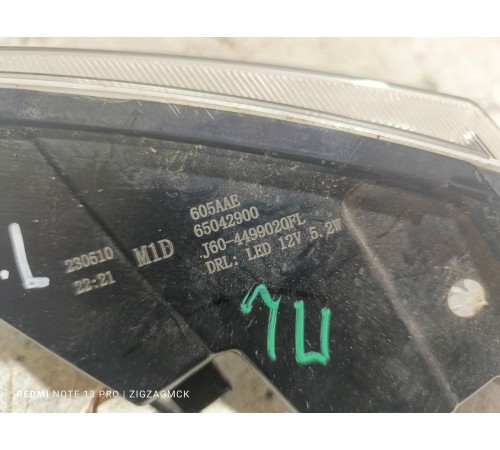 605AAE
65042900
J60-4499020FL
DRL: LED 12V 5.2W
M1D
230610
22:21
.L
REDMI NOTE 13 PRO | ZIGZAGMCK